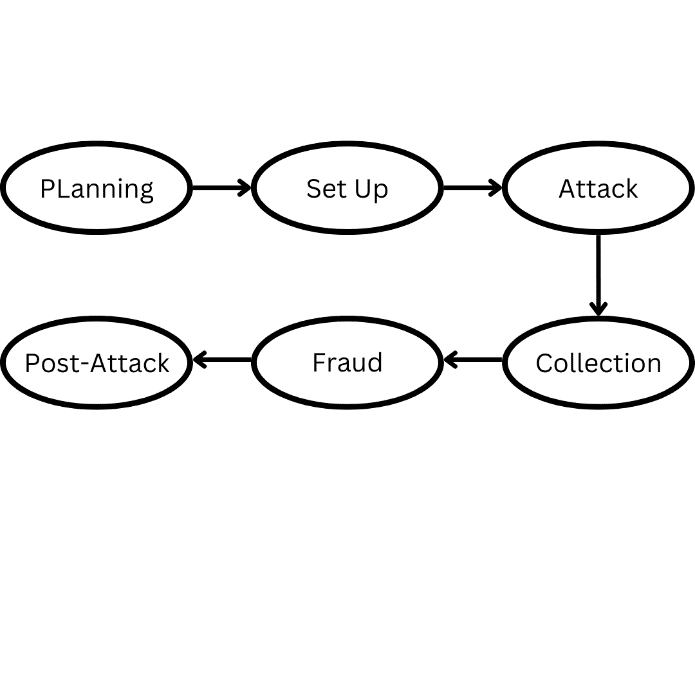 PLanning
Set Up
Attack
Post-Attack
Fraud
Collection